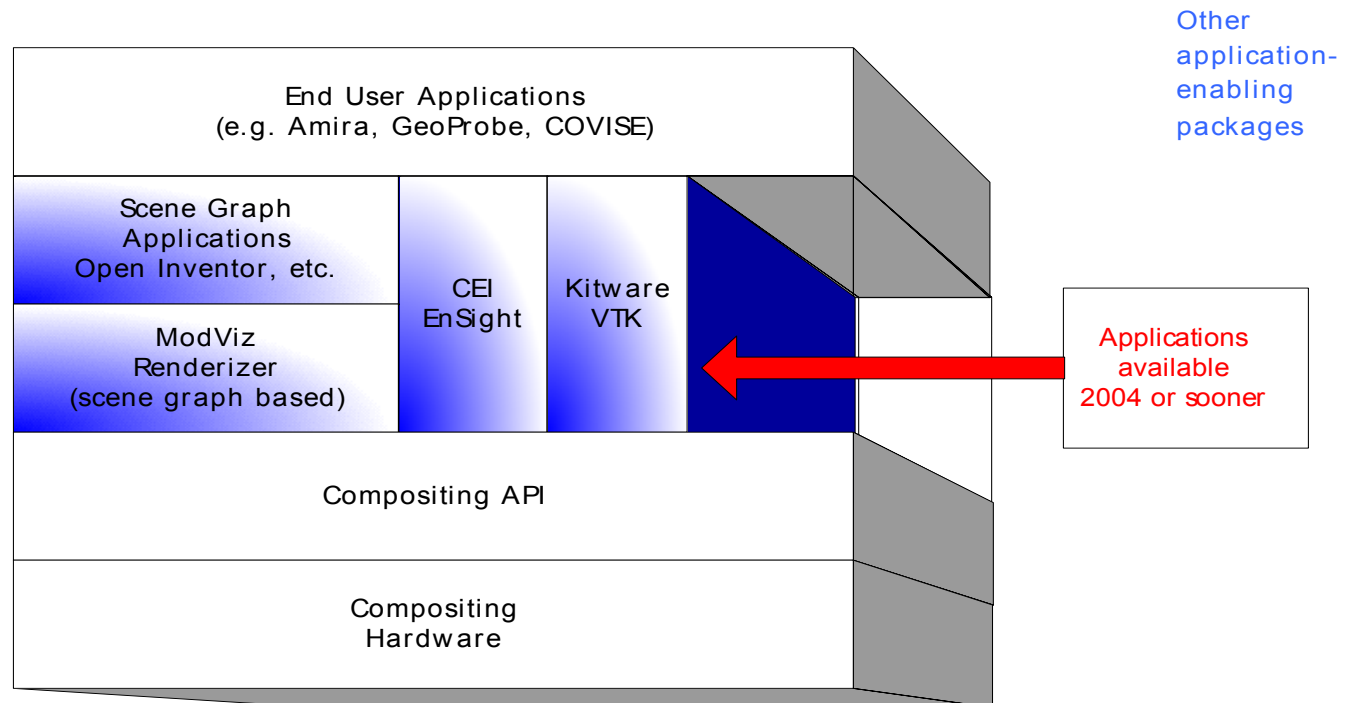 Other
application-
enabling
packages
End User Applications
(e.g. Amira, GeoProbe, COVISE)
Scene Graph
Applications
Open Inventor, etc.
ModViz
Renderizer
(scene graph based)
CEI
EnSight
Kitware
VTK
Applications
available
2004 or sooner
Compositing API
Compositing
Hardware